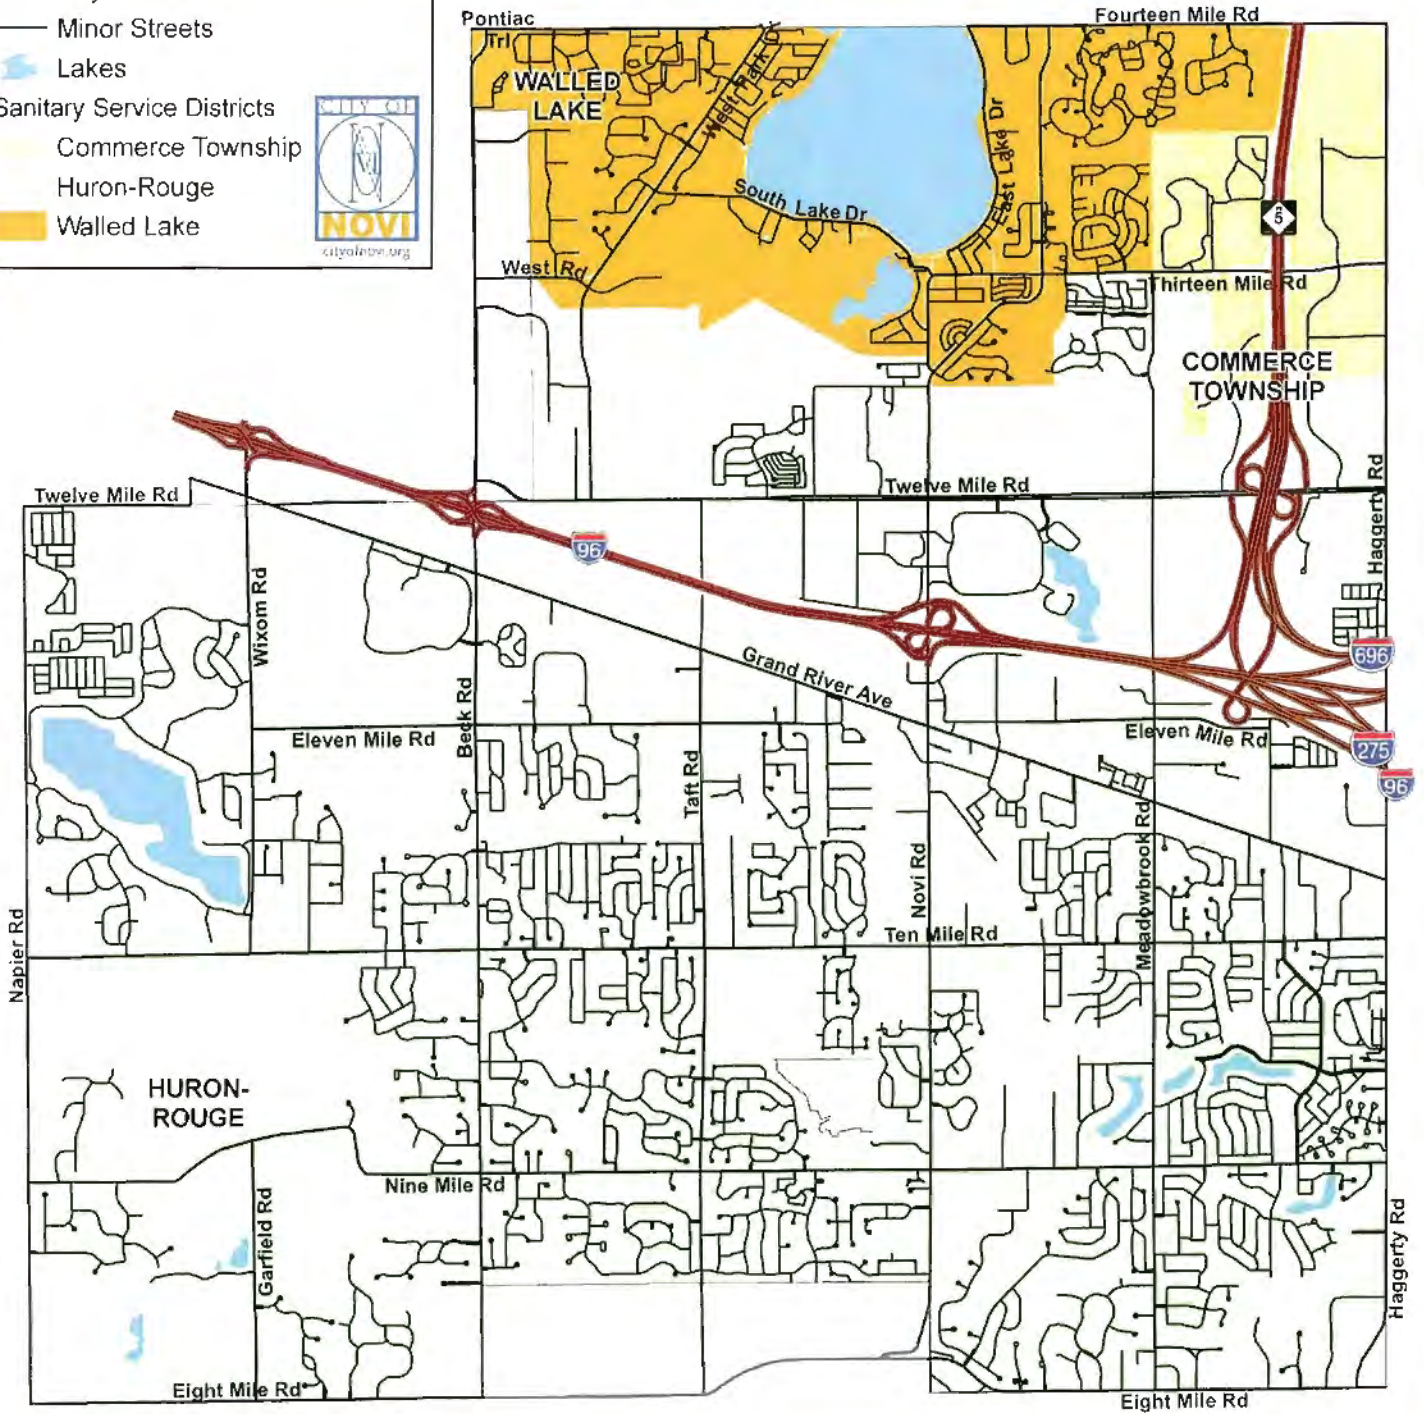 Minor Streets
Lakes
Sanitary Service Districts
Commerce Township
Huron-Rouge
Walled Lake
CITY OF
NOVI
cityofnovi.org
Pontiac
Trl
Fourteen Mile Rd
WALLED
LAKE
West Park Dr
East Lake Dr
South Lake Dr
5
West Rd
Thirteen Mile Rd
COMMERCE
TOWNSHIP
Twelve Mile Rd
Twelve Mile Rd
Haggerty Rd
96
Wixom Rd
696
Grand River Ave
Beck Rd
Eleven Mile Rd
Eleven Mile Rd
275
96
Taft Rd
Meadowbrook Rd
Novi Rd
Napier Rd
Ten Mile Rd
HURON-
ROUGE
Nine Mile Rd
Garfield Rd
Haggerty Rd
Eight Mile Rd
Eight Mile Rd